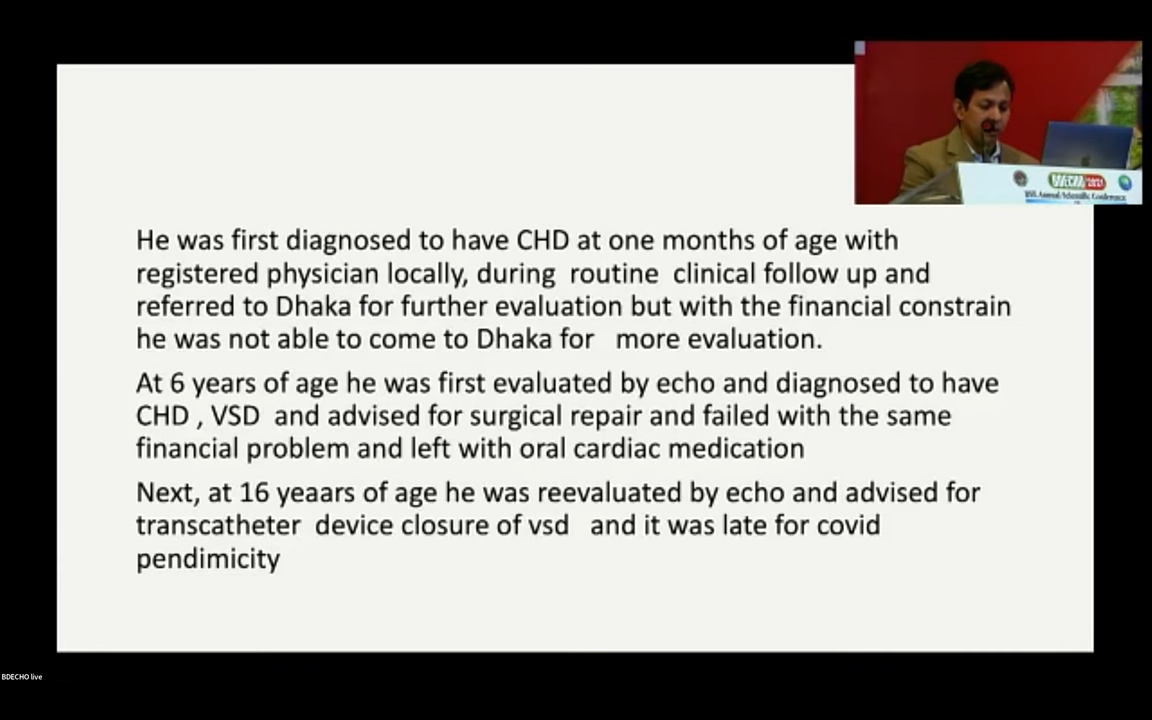 He was first diagnosed to have CHD at one months of age with
registered physician locally, during routine clinical follow up and
referred to Dhaka for further evaluation but with the financial constrain
he was not able to come to Dhaka for more evaluation.
At 6 years of age he was first evaluated by echo and diagnosed to have
CHD , VSD and advised for surgical repair and failed with the same
financial problem and left with oral cardiac medication
Next, at 16 yeaars of age he was reevaluated by echo and advised for
transcatheter device closure of vsd and it was late for covid
pendimicity
Annual Scientific Conference
BDECHO live